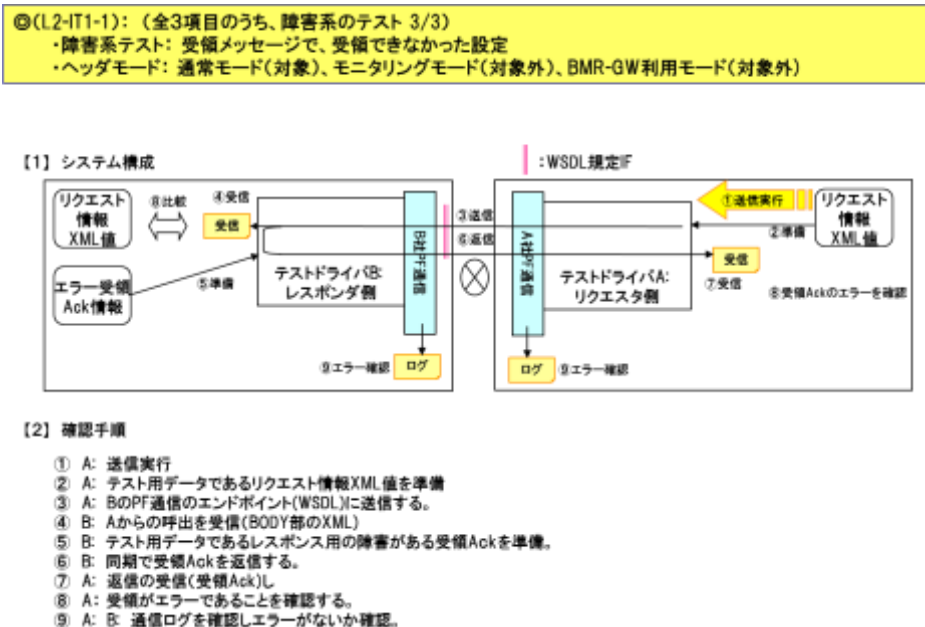 ◎(L2-IT1-1)： (全3項目のうち、障害系のテスト 3/3)
・障害系テスト： 受領メッセージで、受領できなかった設定
・ヘッダモード： 通常モード(対象)、モニタリングモード(対象外)、BMR-GW利用モード(対象外)
【1】 システム構成
：WSDL規定IF
リクエスト
情報
XML値
⑧比較
④受信
受信
エラー受領
Ack情報
⑤準備
テストドライバB:
レスポンダ側
B社PF通信
③送信
⑥返信
A社PF通信
テストドライバA:
リクエスタ側
①送信実行
②準備
リクエスト
情報
XML値
受信
⑦受信
⑧受領Ackのエラーを確認
⑨エラー確認
ログ
ログ
⑨エラー確認
【2】 確認手順
① A: 送信実行
② A: テスト用データであるリクエスト情報XML値を準備
③ A: BのPF通信のエンドポイント(WSDL)に送信する。
④ B: Aからの呼出を受信(BODY部のXML)
⑤ B: テスト用データであるレスポンス用の障害がある受領Ackを準備。
⑥ B: 同期で受領Ackを返信する。
⑦ A: 返信の受信(受領Ack)し
⑧ A: 受領がエラーであることを確認する。
⑨ A: B: 通信ログを確認しエラーがないか確認。